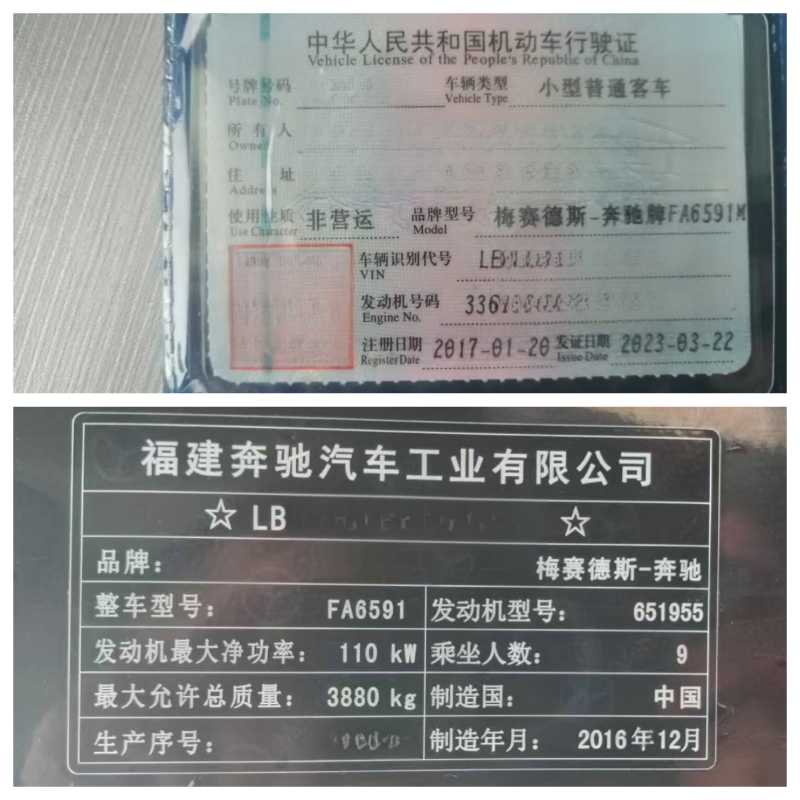 中华人民共和国机动车行驶证
Vehicle License of the People's Republic of China
号牌号码 车辆类型 小型普通客车
Plate No. Vehicle Type
所有人
Owner
住址
Address
使用性质 非营运 品牌型号 梅赛德斯-奔驰牌FA6591M
Use Character Model
车辆识别代号
VIN
发动机号码
Engine No.
注册日期 2017-01-20 发证日期 2023-03-22
Register Date Issue Date
福建奔驰汽车工业有限公司
☆LB ☆
品牌: 梅赛德斯-奔驰
整车型号: FA6591 发动机型号: 651955
发动机最大净功率: 110 kW 乘坐人数: 9
最大允许总质量: 3880 kg 制造国: 中国
生产序号: 制造年月: 2016年12月